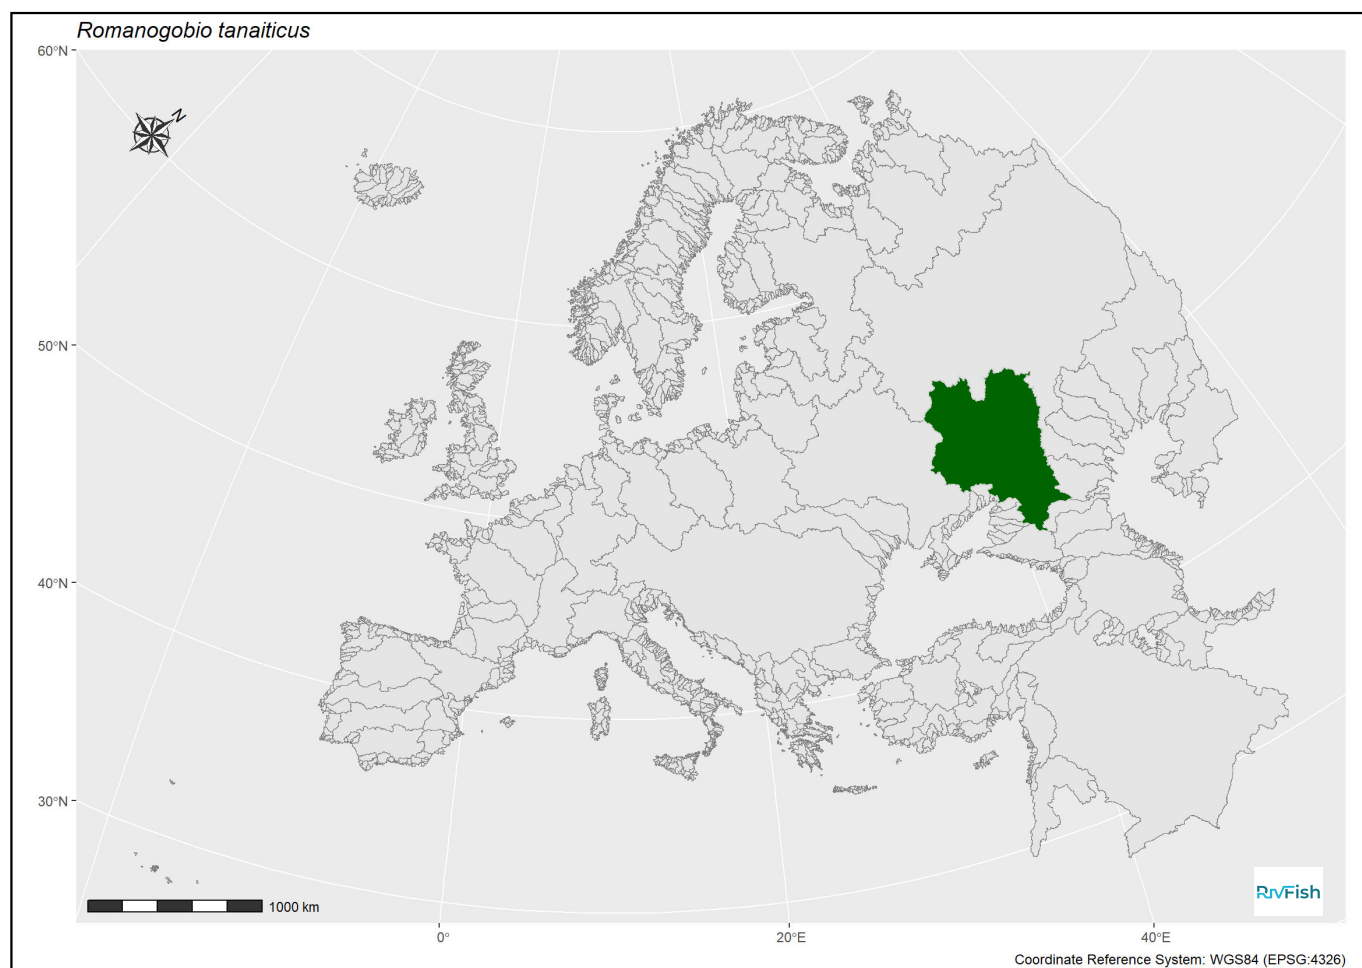 Romanogobio tanaiticus
60°N
N
50°N
40°N
30°N
1000 km
RIVFish
0°
20°E
40°E
Coordinate Reference System: WGS84 (EPSG:4326)